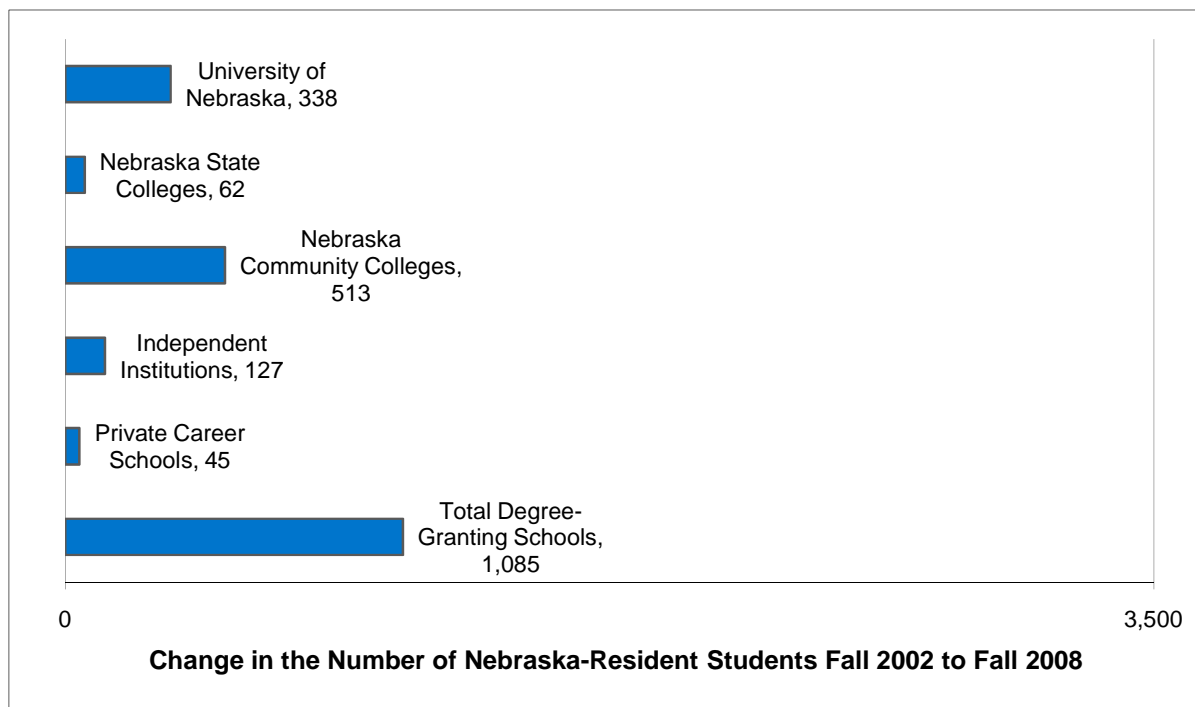 University of
Nebraska, 338
Nebraska State
Colleges, 62
Nebraska
Community Colleges,
513
Independent
Institutions, 127
Private Career
Schools, 45
Total Degree-
Granting Schools,
1,085
0
3,500
Change in the Number of Nebraska-Resident Students Fall 2002 to Fall 2008